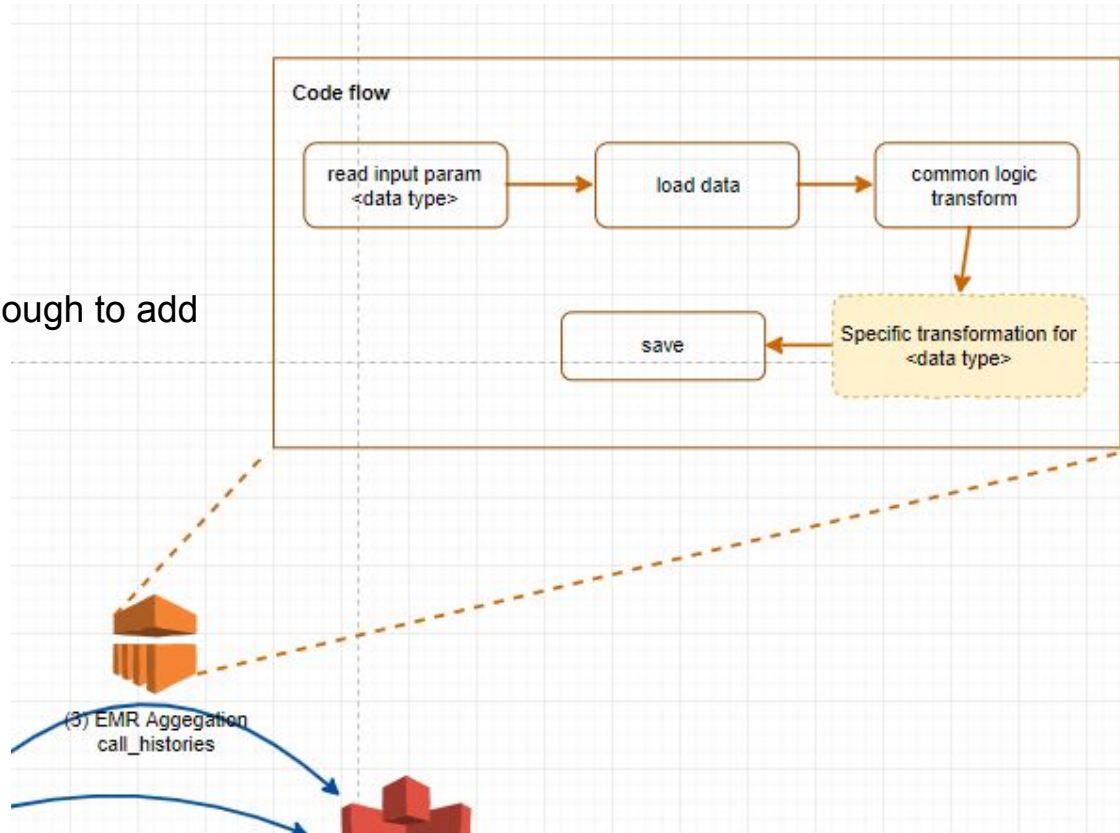 Code flow
read input param
<data type>
load data
common logic
transform
ough to add
save
Specific transformation for
<data type>
(3) EMR Aggegation
call_histories